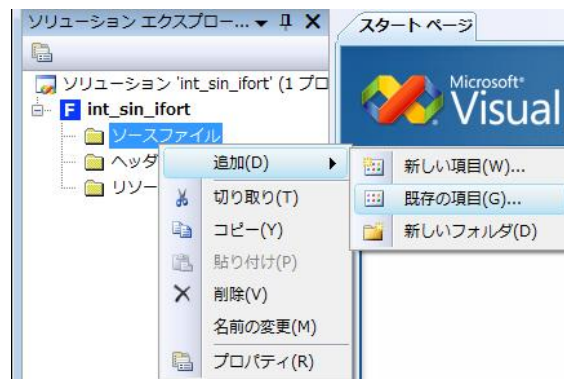 ソリューション エクスプロー...
スタート ページ
ソリューション 'int_sin_ifort' (1 プロ
int_sin_ifort
ソースファイル
ヘッダ
リソー
追加(D)
切り取り(T)
コピー(Y)
貼り付け(P)
削除(V)
名前の変更(M)
プロパティ(R)
Microsoft®
Visual
新しい項目(W)...
既存の項目(G)...
新しいフォルダ(D)